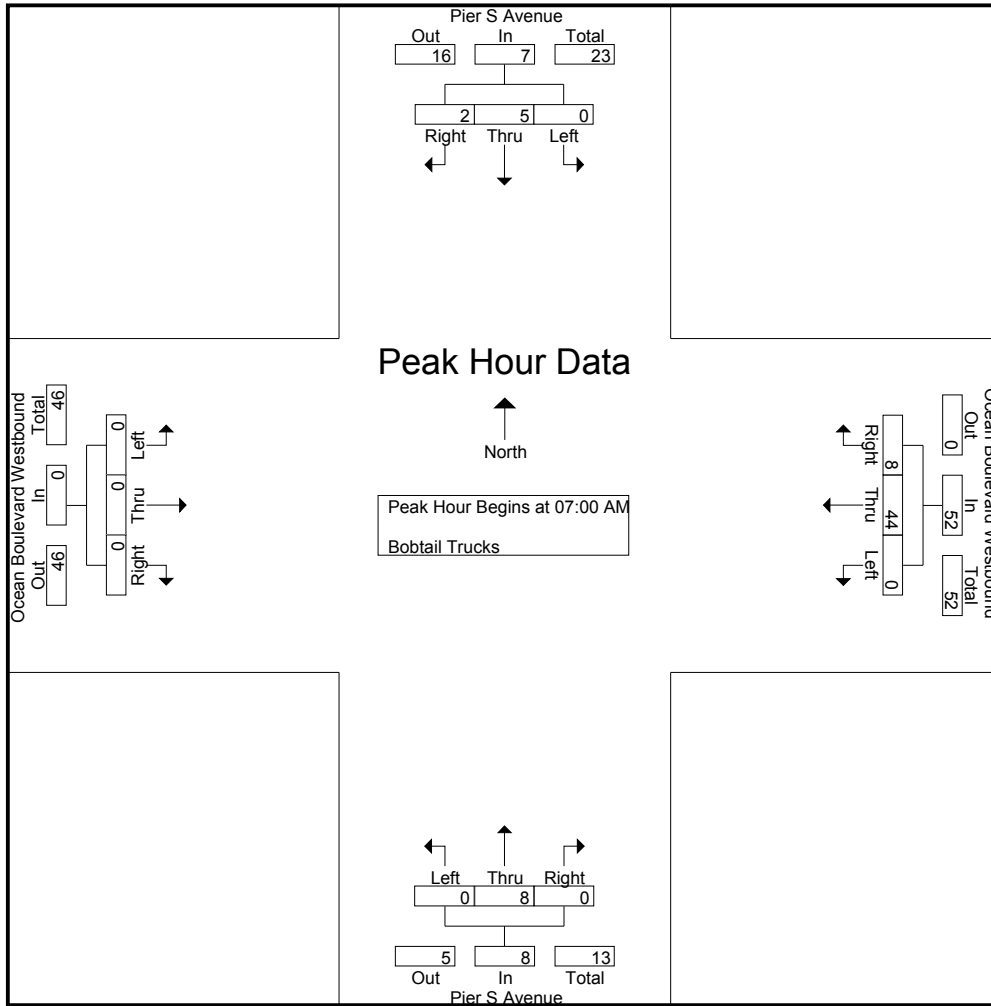 Pier S Avenue
Out In Total
16 7 23
2 5 0
Right Thru Left
Peak Hour Data
North
Peak Hour Begins at 07:00 AM
Bobtail Trucks
Ocean Boulevard Westbound
Total In Out
46 0 46
0 0 0
Left Thru Right
Ocean Boulevard Westbound
Out In Total
0 52 52
8 44 0
Right Thru Left
Left Thru Right
0 8 0
5 8 13
Out In Total
Pier S Avenue